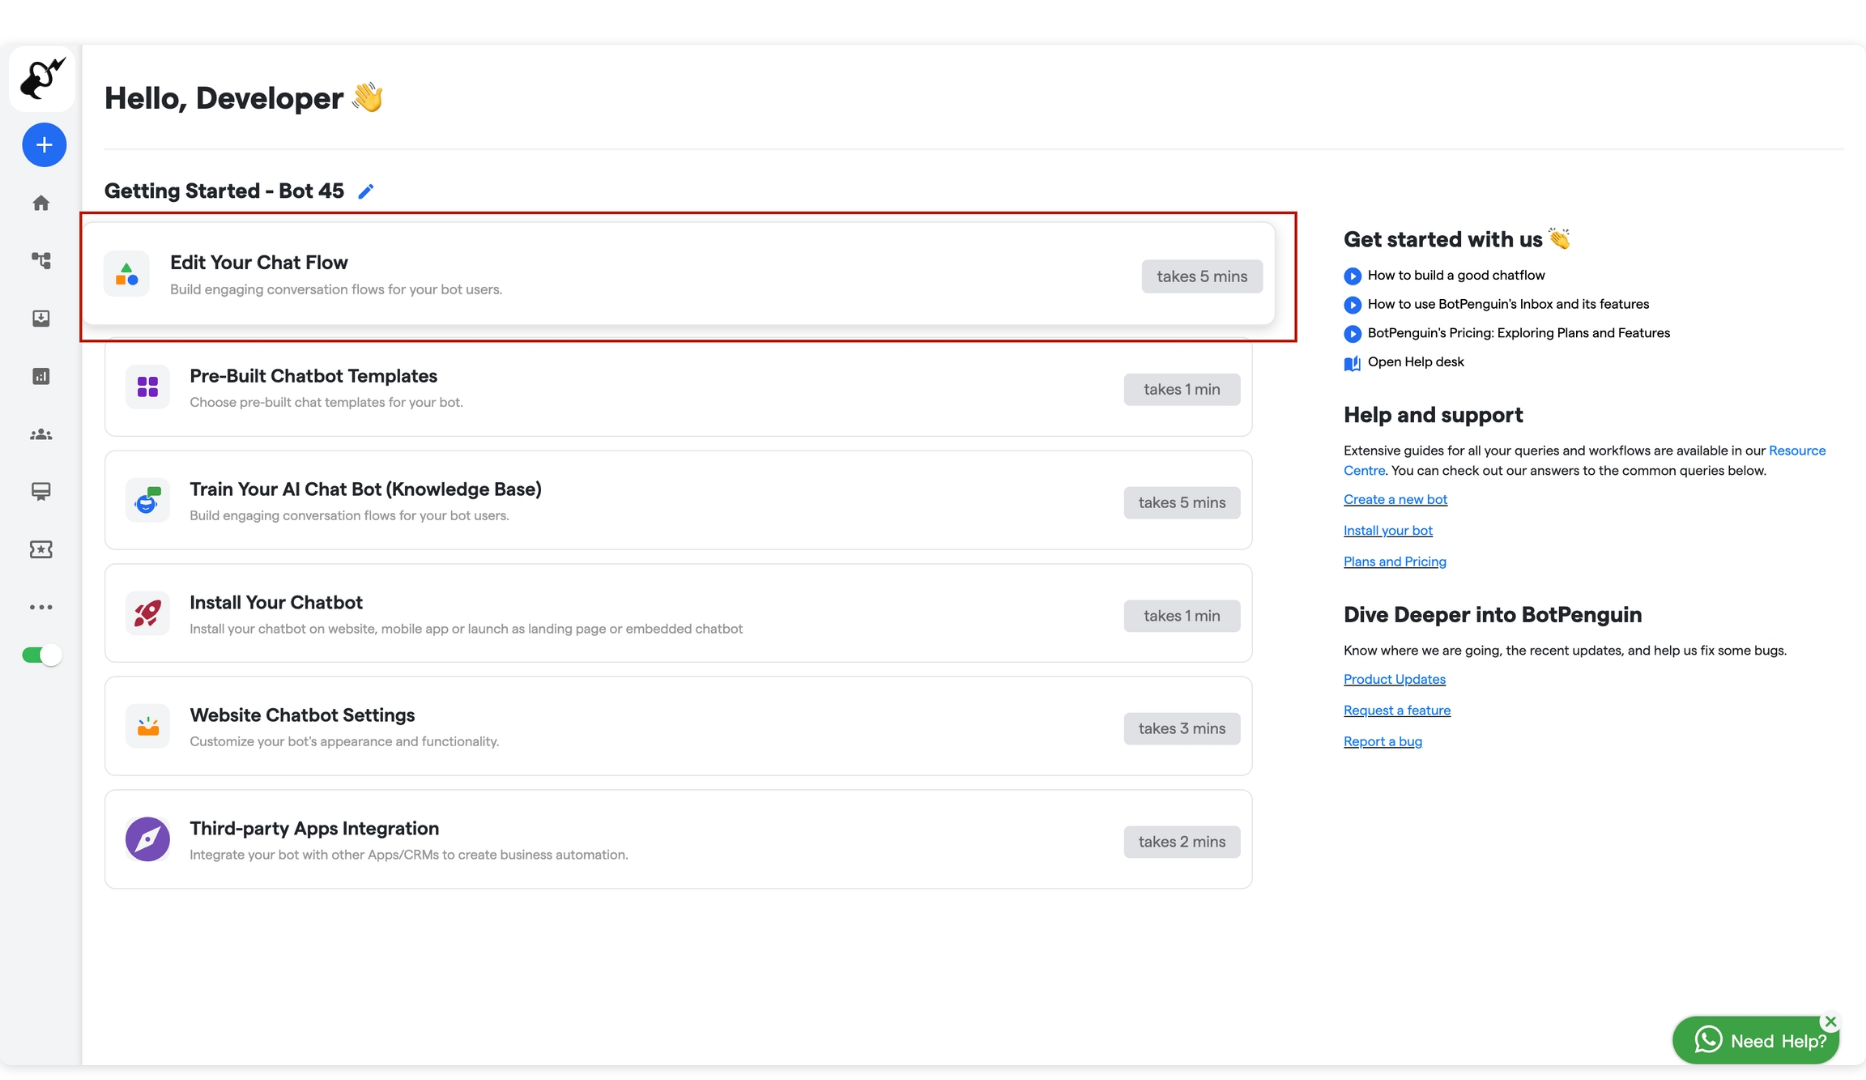 Hello, Developer 👋
Getting Started - Bot 45
Edit Your Chat Flow
Build engaging conversation flows for your bot users.
takes 5 mins
Pre-Built Chatbot Templates
Choose pre-built chat templates for your bot.
takes 1 min
Train Your AI Chat Bot (Knowledge Base)
Build engaging conversation flows for your bot users.
takes 5 mins
Install Your Chatbot
Install your chatbot on website, mobile app or launch as landing page or embedded chatbot
takes 1 min
Website Chatbot Settings
Customize your bot's appearance and functionality.
takes 3 mins
Third-party Apps Integration
Integrate your bot with other Apps/CRMs to create business automation.
takes 2 mins
Get started with us 👏
How to build a good chatflow
How to use BotPenguin's Inbox and its features
BotPenguin's Pricing: Exploring Plans and Features
Open Help desk
Help and support
Extensive guides for all your queries and workflows are available in our Resource
Centre. You can check out our answers to the common queries below.
Create a new bot
Install your bot
Plans and Pricing
Dive Deeper into BotPenguin
Know where we are going, the recent updates, and help us fix some bugs.
Product Updates
Request a feature
Report a bug
Need Help?